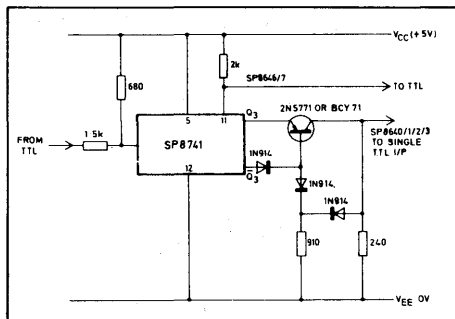 VCC (+5V)
680
2k
SP8646/7
TO TTL
5
11
Q3
2N5771 OR BCY 71
FROM
TTL
1·5k
SP8741
SP8640/1/2/3
TO SINGLE
TTL I/P
12
1N914
Q̅3
1N914
1N914
910
240
VEE 0V